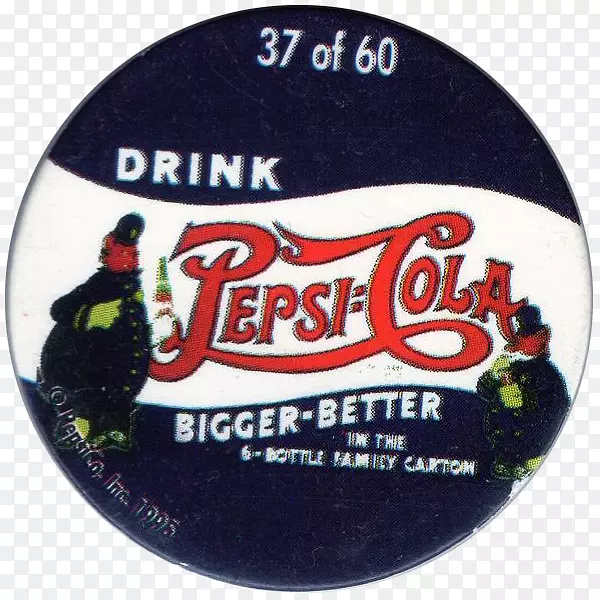 37 of 60
DRINK
PEPSI=COLA
BIGGER-BETTER
IN THE
6-BOTTLE FAMILY CARTON
© PepsiCo, Inc. 1995